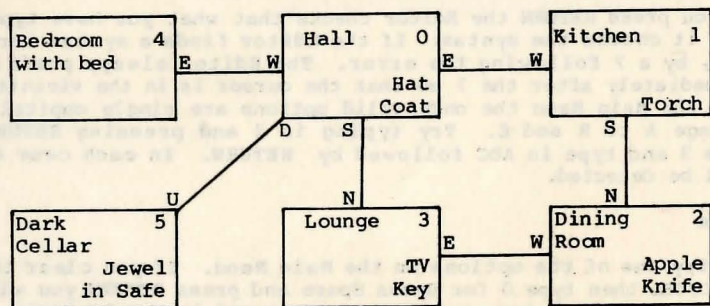 Bedroom 4
with bed
E W
Hall 0
Hat
Coat
E W
Kitchen 1
Torch
D S
S
U
N
N
Dark 5
Cellar
Jewel
in Safe
Lounge 3
TV
Key
E W
Dining 2
Room
Apple
Knife